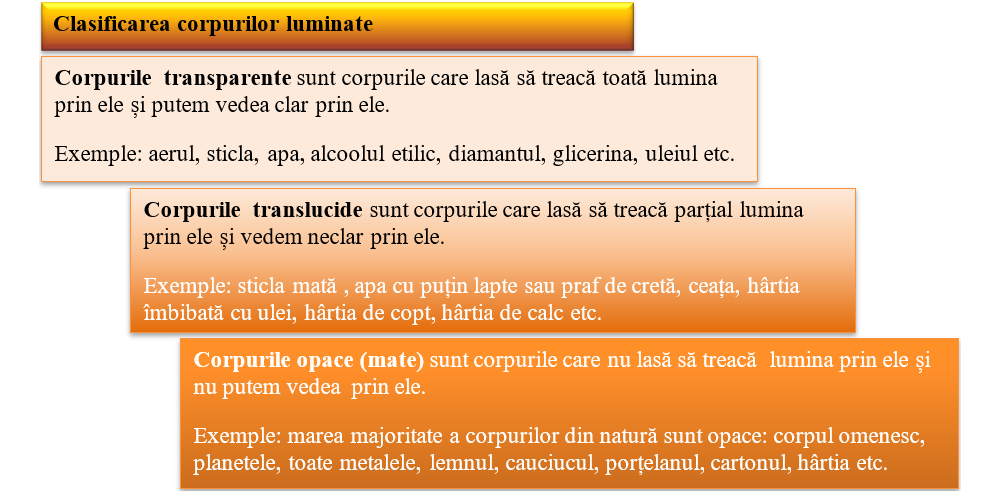 Clasificarea corpurilor luminate
Corpurile transparente sunt corpurile care lasă să treacă toată lumina
prin ele și putem vedea clar prin ele.
Exemple: aerul, sticla, apa, alcoolul etilic, diamantul, glicerina, uleiul etc.
Corpurile translucide sunt corpurile care lasă să treacă parțial lumina
prin ele și vedem neclar prin ele.
Exemple: sticla mată , apa cu puțin lapte sau praf de cretă, ceața, hârtia
îmbibată cu ulei, hârtia de copt, hârtia de calc etc.
Corpurile opace (mate) sunt corpurile care nu lasă să treacă lumina prin ele și
nu putem vedea prin ele.
Exemple: marea majoritate a corpurilor din natură sunt opace: corpul omenesc,
planetele, toate metalele, lemnul, cauciucul, porțelanul, cartonul, hârtia etc.